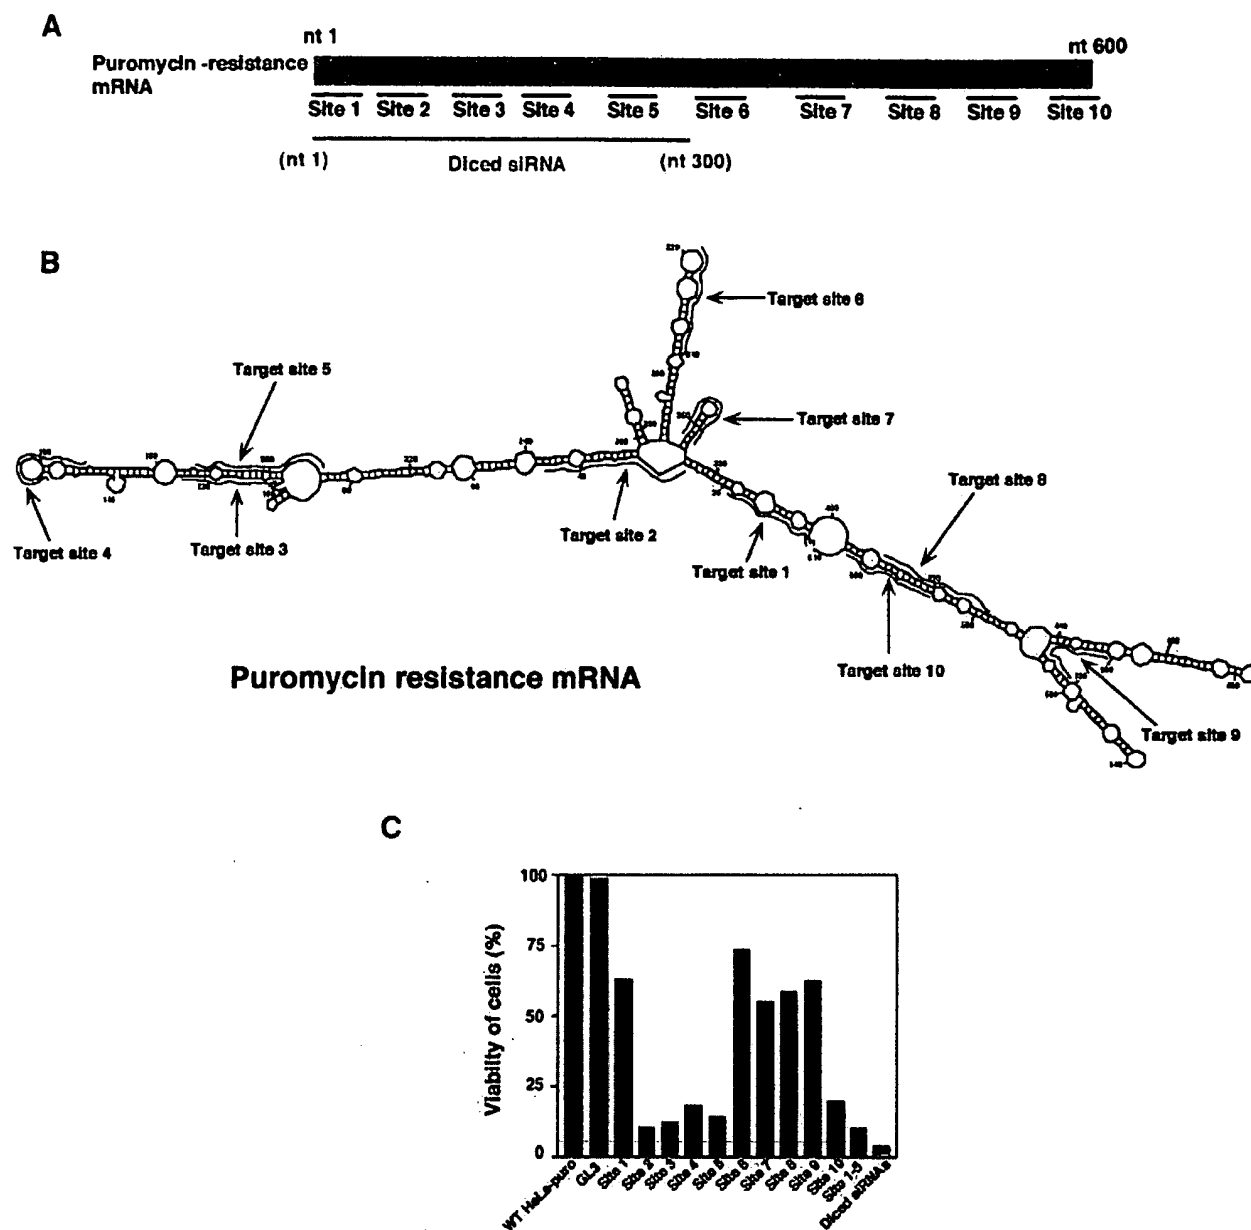 A
nt 1
nt 600
Puromycin -resistance
mRNA
Site 1 Site 2 Site 3 Site 4 Site 5 Site 6 Site 7 Site 8 Site 9 Site 10
(nt 1) Diced siRNA (nt 300)
B
Target site 6
Target site 5
Target site 7
Target site 8
Target site 4
Target site 3
Target site 2
Target site 1
Target site 10
Target site 9
Puromycin resistance mRNA
C
Viability of cells (%)
100
75
50
25
0
WT HeLa-puro
GL3
Site 1
Site 2
Site 3
Site 4
Site 5
Site 6
Site 7
Site 8
Site 9
Site 10
Site 1-5
Diced siRNAs